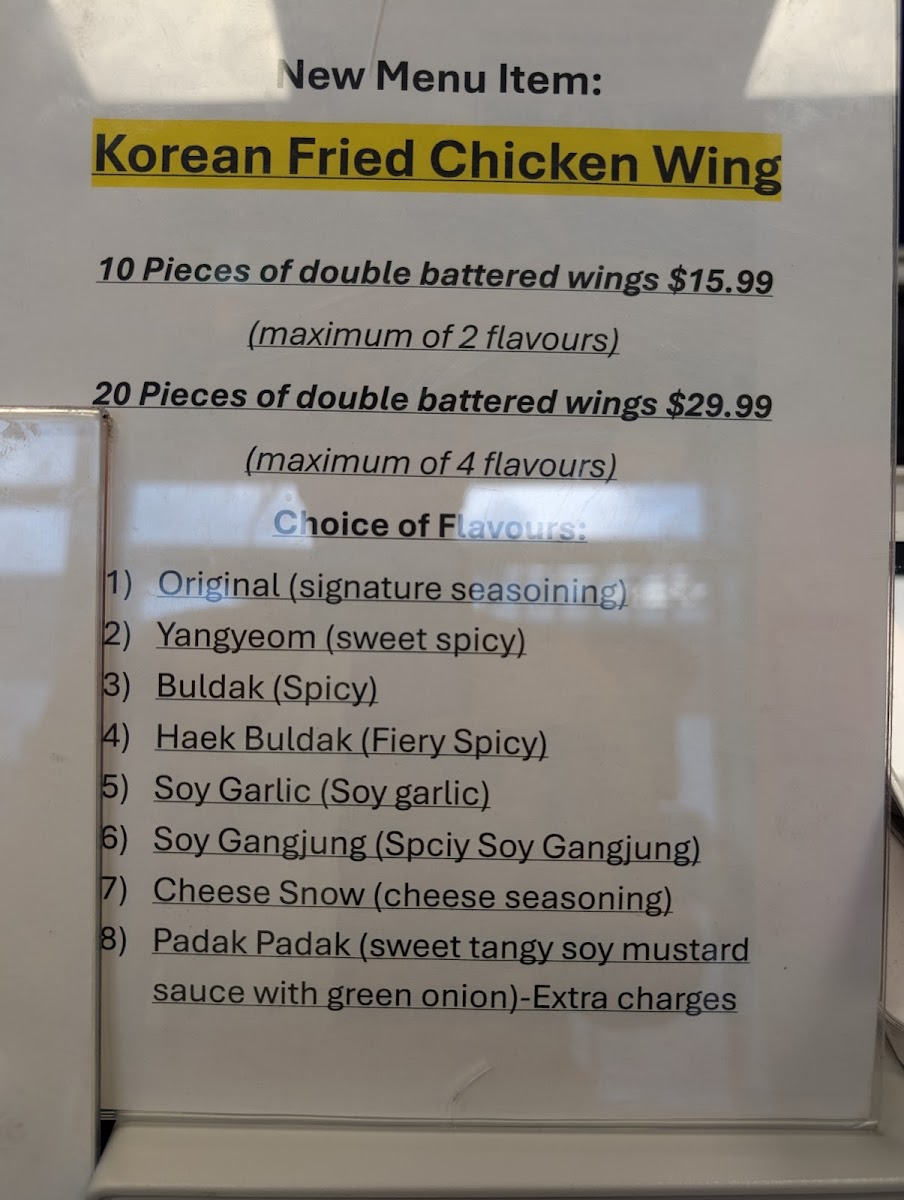 New Menu Item:
Korean Fried Chicken Wing
10 Pieces of double battered wings $15.99
(maximum of 2 flavours)
20 Pieces of double battered wings $29.99
(maximum of 4 flavours)
Choice of Flavours:
1) Original (signature seasoining)
2) Yangyeom (sweet spicy)
3) Buldak (Spicy)
4) Haek Buldak (Fiery Spicy)
5) Soy Garlic (Soy garlic)
6) Soy Gangjung (Spciy Soy Gangjung)
7) Cheese Snow (cheese seasoning)
8) Padak Padak (sweet tangy soy mustard
sauce with green onion)-Extra charges